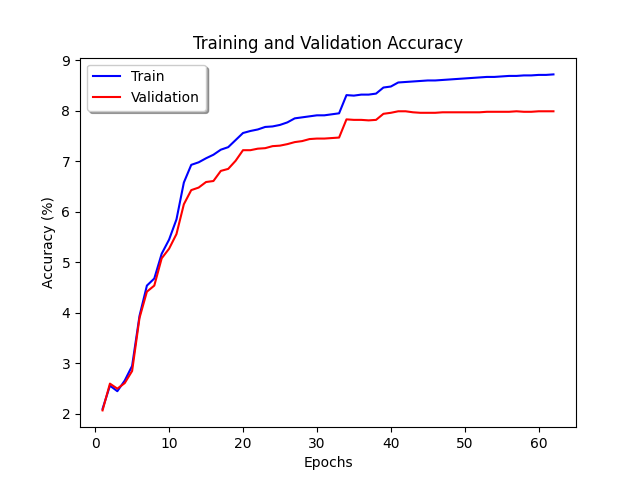 Training and Validation Accuracy
Train
Validation
Accuracy (%)
9
8
7
6
5
4
3
2
0 10 20 30 40 50 60
Epochs